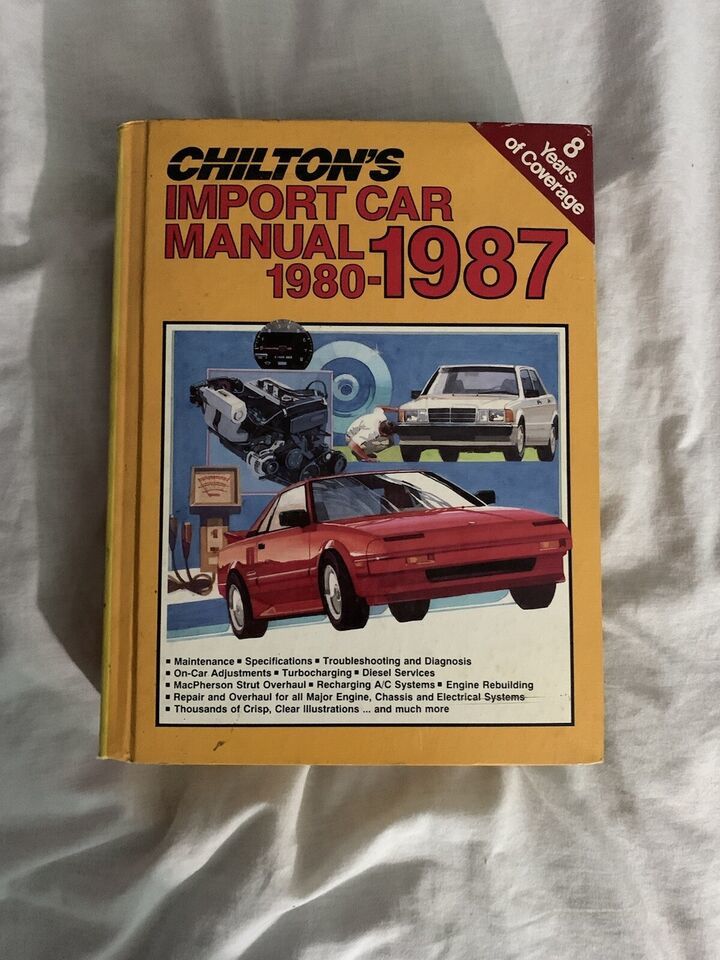 CHILTON'S
IMPORT CAR
MANUAL
1980-1987
8
Years
of Coverage
▪ Maintenance ▪ Specifications ▪ Troubleshooting and Diagnosis
▪ On-Car Adjustments ▪ Turbocharging ▪ Diesel Services
▪ MacPherson Strut Overhaul ▪ Recharging A/C Systems ▪ Engine Rebuilding
▪ Repair and Overhaul for all Major Engine, Chassis and Electrical Systems
▪ Thousands of Crisp, Clear Illustrations ... and much more